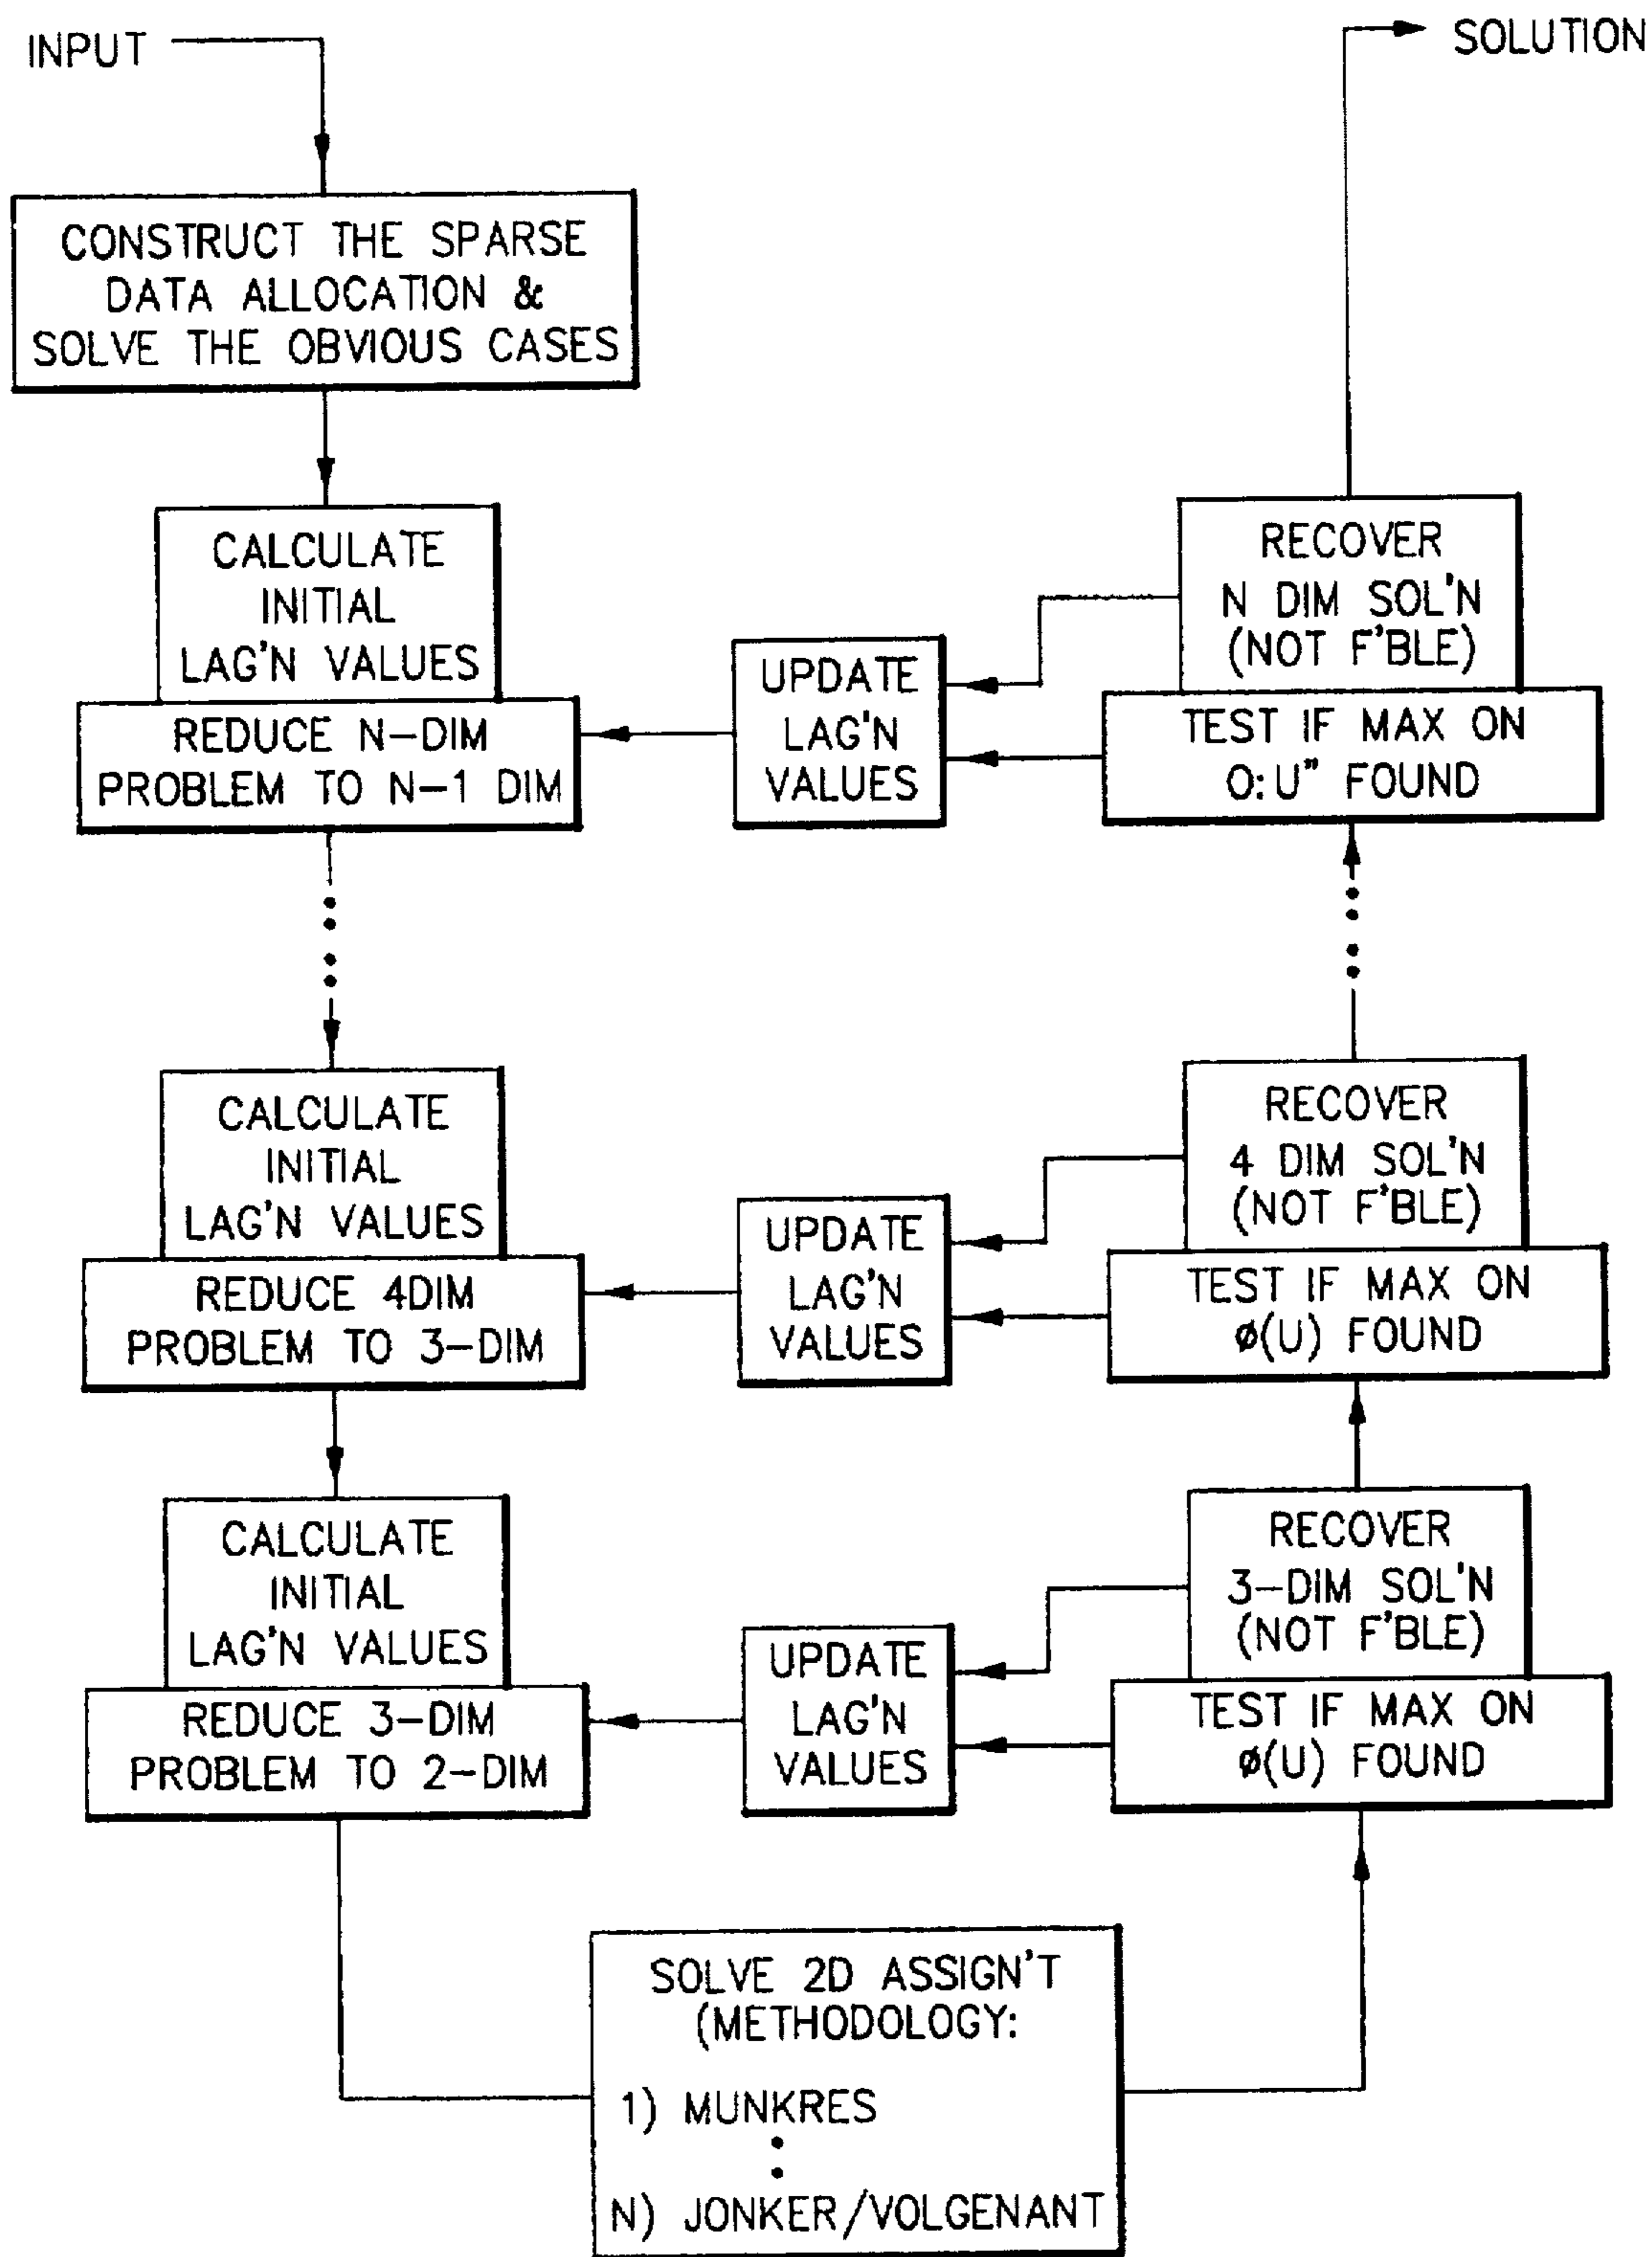 INPUT
SOLUTION
CONSTRUCT THE SPARSE
DATA ALLOCATION &
SOLVE THE OBVIOUS CASES
CALCULATE
INITIAL
LAG'N VALUES
REDUCE N-DIM
PROBLEM TO N-1 DIM
UPDATE
LAG'N
VALUES
RECOVER
N DIM SOL'N
(NOT F'BLE)
TEST IF MAX ON
O:U" FOUND
CALCULATE
INITIAL
LAG'N VALUES
REDUCE 4DIM
PROBLEM TO 3-DIM
UPDATE
LAG'N
VALUES
RECOVER
4 DIM SOL'N
(NOT F'BLE)
TEST IF MAX ON
ø(U) FOUND
CALCULATE
INITIAL
LAG'N VALUES
REDUCE 3-DIM
PROBLEM TO 2-DIM
UPDATE
LAG'N
VALUES
RECOVER
3-DIM SOL'N
(NOT F'BLE)
TEST IF MAX ON
ø(U) FOUND
SOLVE 2D ASSIGN'T
(METHODOLOGY:
1) MUNKRES
N) JONKER/VOLGENANT